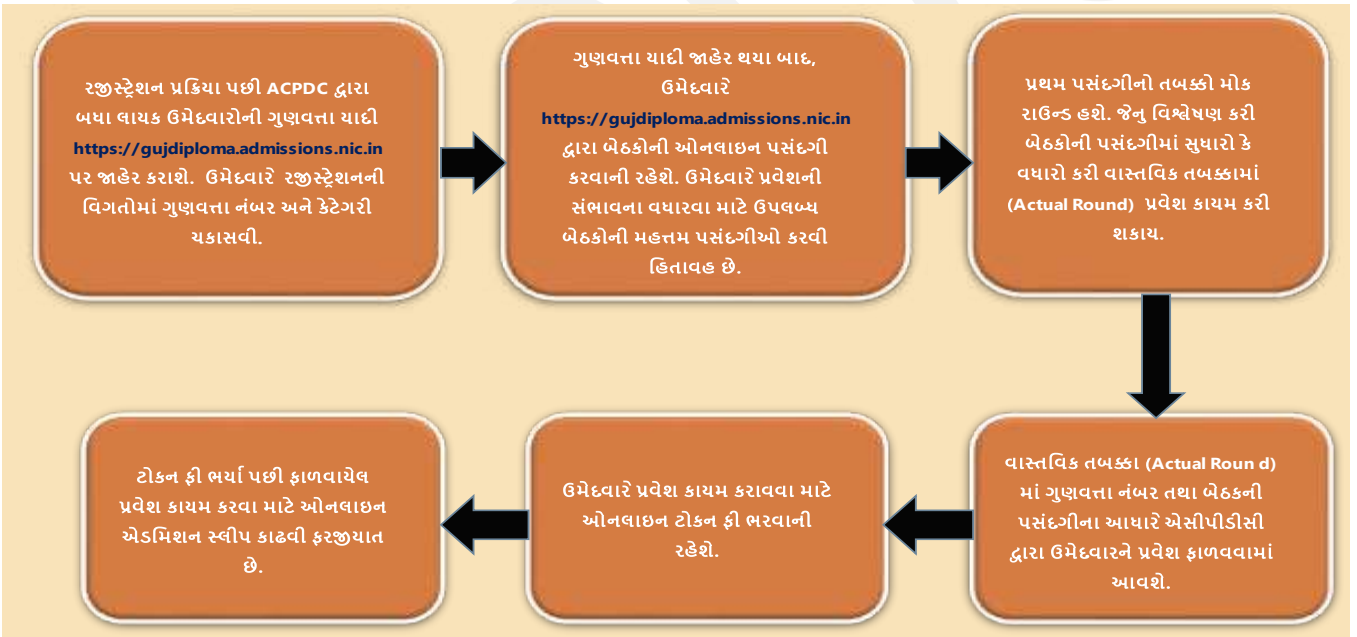 રજીસ્ટ્રેશન પ્રક્રિયા પછી ACPDC દ્વારા
બધા લાયક ઉમેદવારોની ગુણવત્તા યાદી
https://gujdiploma.admissions.nic.in
પર જાહેર કરાશે. ઉમેદવારે રજીસ્ટ્રેશનની
વિગતોમાં ગુણવત્તા નંબર અને કેટેગરી
ચકાસવી.
ગુણવત્તા યાદી જાહેર થયા બાદ,
ઉમેદવારે
https://gujdiploma.admissions.nic.in
દ્વારા બેઠકોની ઓનલાઇન પસંદગી
કરવાની રહેશે. ઉમેદવારે પ્રવેશની
સંભાવના વધારવા માટે ઉપલબ્ધ
બેઠકોની મહત્તમ પસંદગીઓ કરવી
હિતાવહ છે.
પ્રથમ પસંદગીનો તબક્કો મોક
રાઉન્ડ હશે. જેનુ વિશ્લેષણ કરી
બેઠકોની પસંદગીમાં સુધારો કે
વધારો કરી વાસ્તવિક તબક્કામાં
(Actual Round) પ્રવેશ કાયમ કરી
શકાય.
વાસ્તવિક તબક્કા (Actual Roun d)
માં ગુણવત્તા નંબર તથા બેઠકની
પસંદગીના આધારે એસીપીડીસી
દ્વારા ઉમેદવારને પ્રવેશ ફાળવવામાં
આવશે.
ઉમેદવારે પ્રવેશ કાયમ કરાવવા માટે
ઓનલાઇન ટોકન ફી ભરવાની
રહેશે.
ટોકન ફી ભર્યા પછી ફાળવાયેલ
પ્રવેશ કાયમ કરવા માટે ઓનલાઇન
એડમિશન સ્લીપ કાઢવી ફરજીયાત
છે.